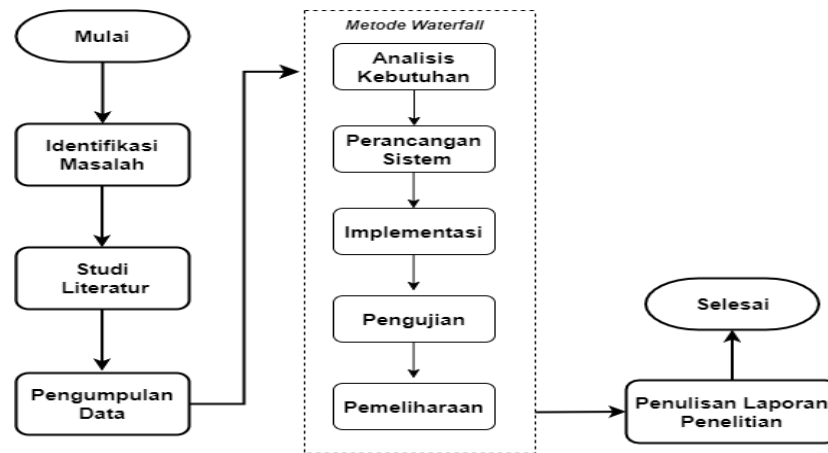 Mulai
Identifikasi
Masalah
Studi
Literatur
Pengumpulan
Data
Metode Waterfall
Analisis
Kebutuhan
Perancangan
Sistem
Implementasi
Pengujian
Pemeliharaan
Selesai
Penulisan Laporan
Penelitian